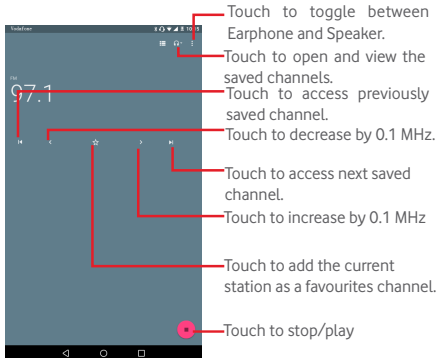 Touch to toggle between
Earphone and Speaker.
Touch to open and view the
saved channels.
Touch to access previously
saved channel.
Touch to decrease by 0.1 MHz.
Touch to access next saved
channel.
Touch to increase by 0.1 MHz
Touch to add the current
station as a favourites channel.
Touch to stop/play
Vodafone
FM
97.1